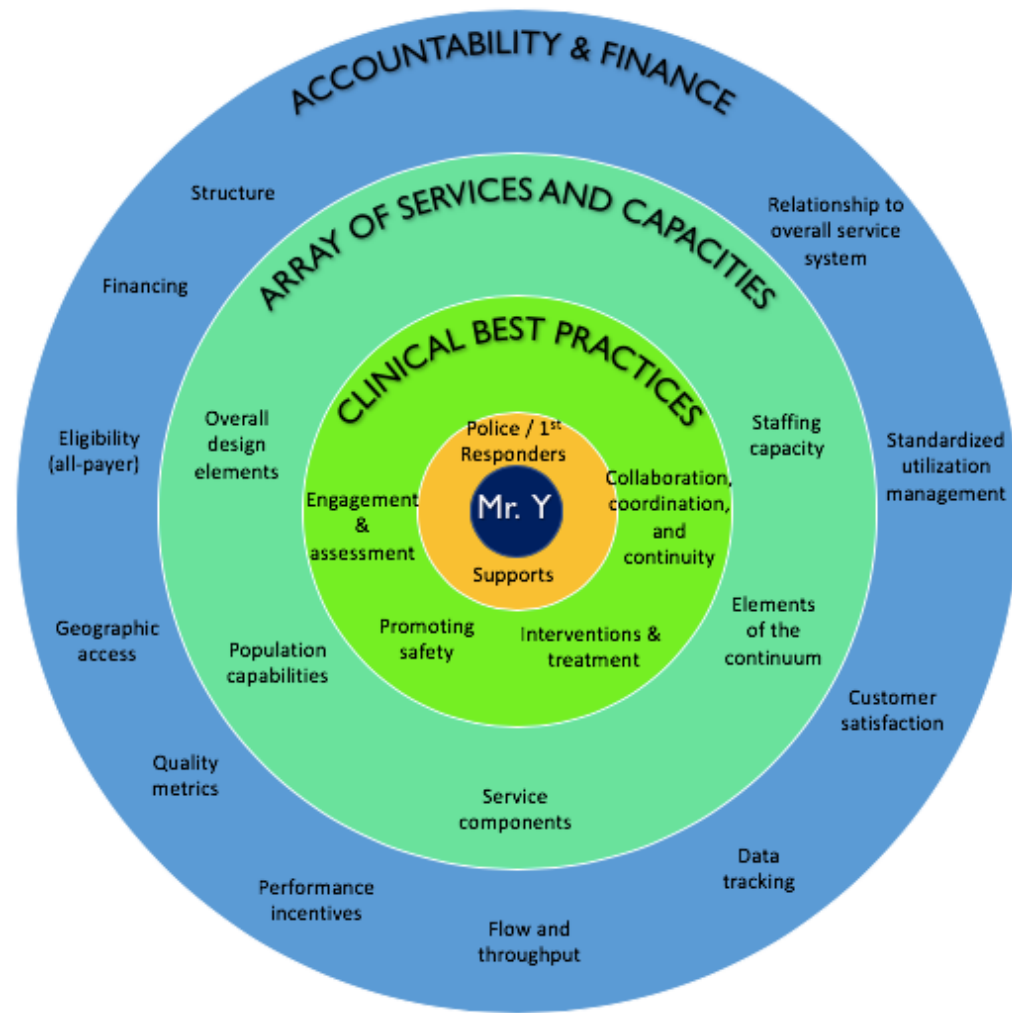 ACCOUNTABILITY & FINANCE
Structure
Financing
Eligibility
(all-payer)
Geographic
access
Quality
metrics
Performance
incentives
Flow and
throughput
Data
tracking
Customer
satisfaction
Standardized
utilization
management
Relationship to
overall service
system
ARRAY OF SERVICES AND CAPACITIES
Overall
design
elements
Population
capabilities
Service
components
Elements
of the
continuum
Staffing
capacity
CLINICAL BEST PRACTICES
Engagement
&
assessment
Promoting
safety
Interventions &
treatment
Collaboration,
coordination,
and
continuity
Police / 1st
Responders
Mr. Y
Supports